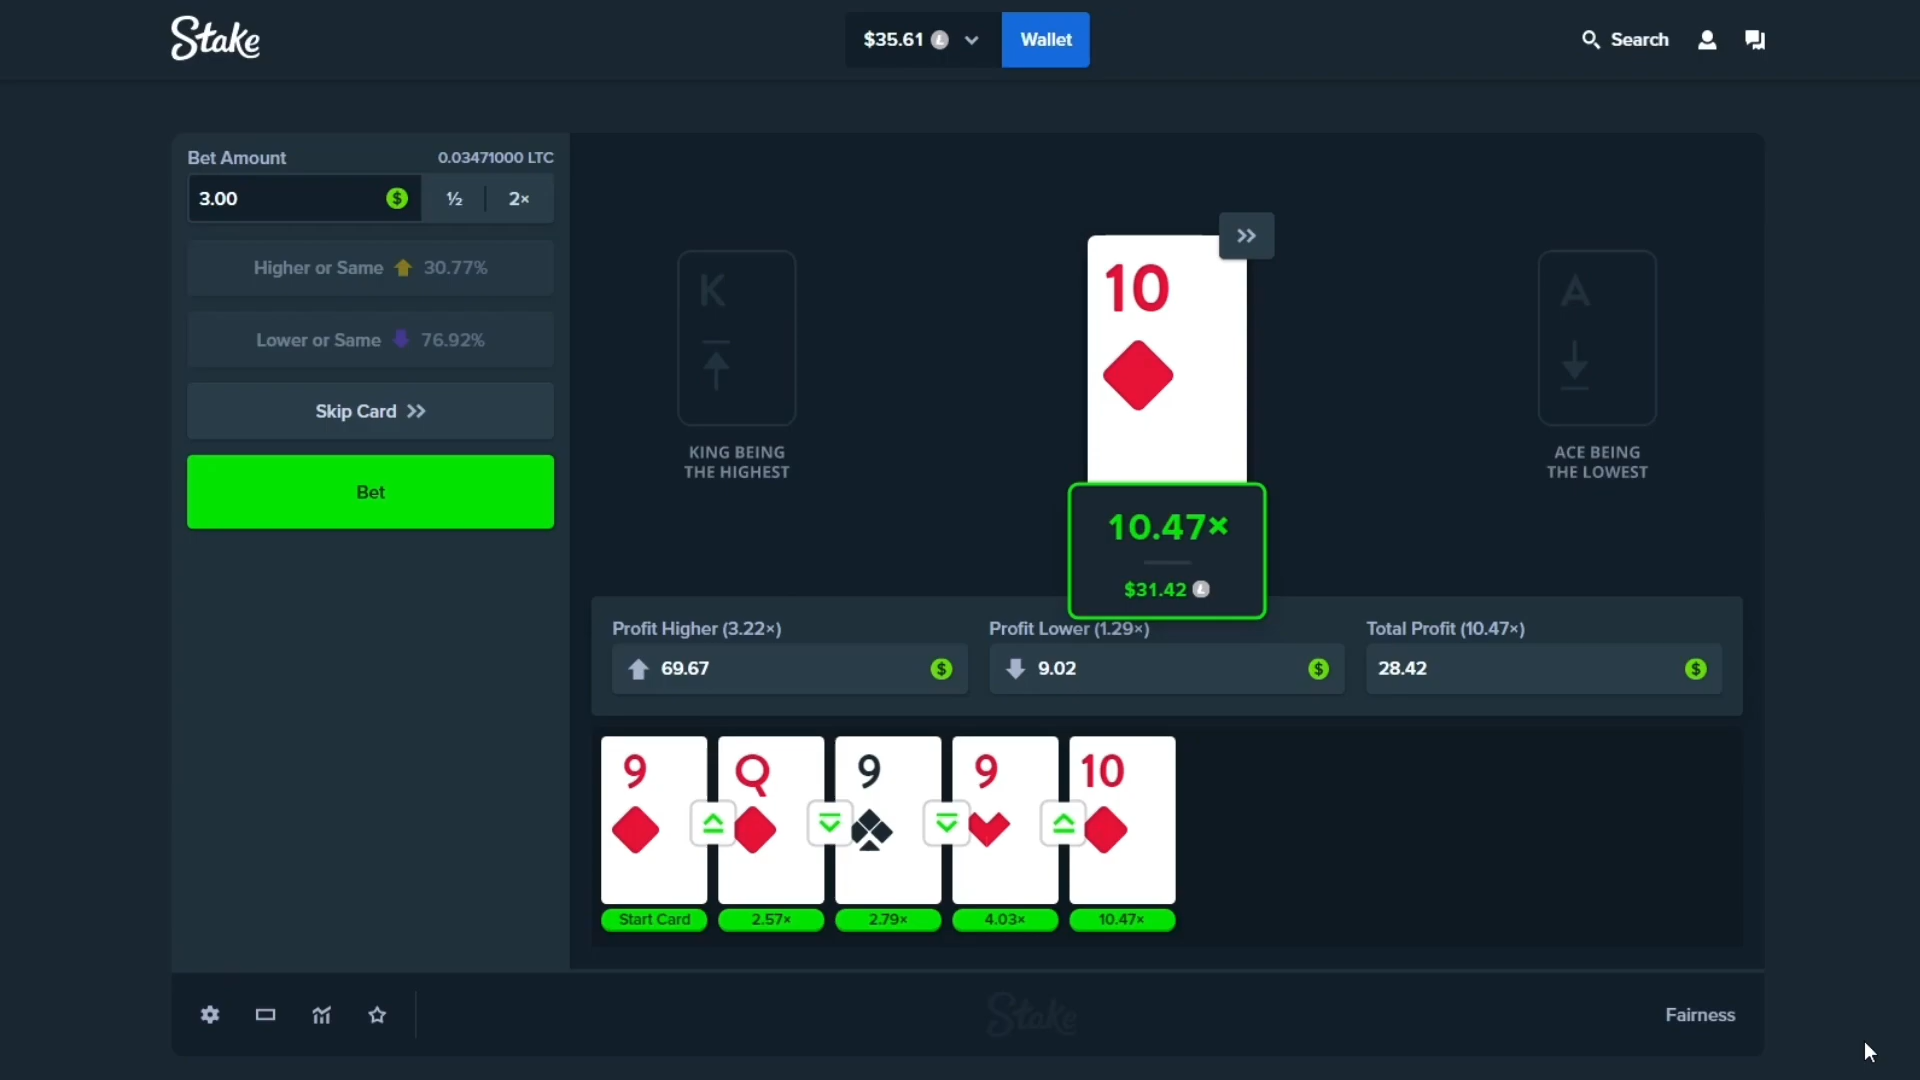 Stake
$35.61
Wallet
Search
Bet Amount
0.03471000 LTC
3.00
$
½
2×
Higher or Same 30.77%
Lower or Same 76.92%
Skip Card
Bet
K
KING BEING
THE HIGHEST
10
A
ACE BEING
THE LOWEST
10.47×
$31.42
Profit Higher (3.22×)
69.67
$
Profit Lower (1.29×)
9.02
$
Total Profit (10.47×)
28.42
$
9
Q
9
9
10
Start Card
2.57×
2.79×
4.03×
10.47×
Stake
Fairness